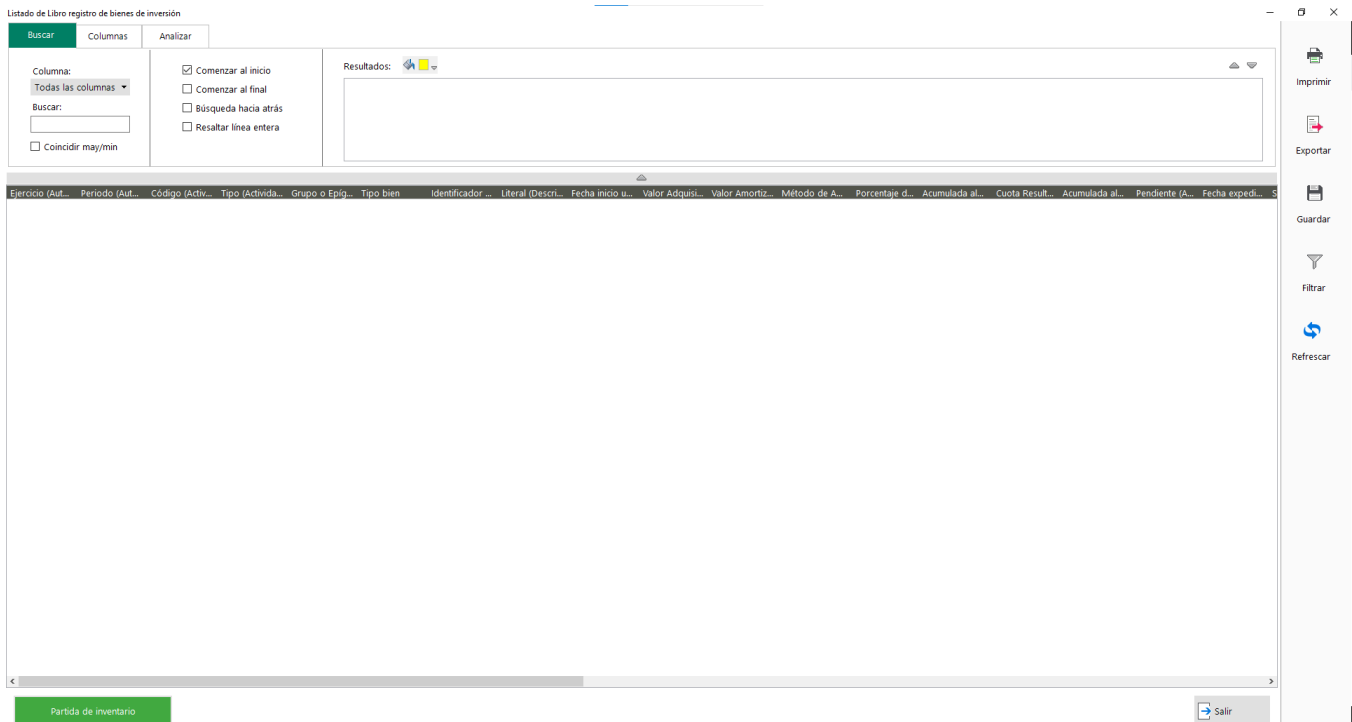 Listado de Libro registro de bienes de inversión
Buscar Columnas Analizar
Columna:
Todas las columnas
Buscar:
Coincidir may/min
Comenzar al inicio
Comenzar al final
Búsqueda hacia atrás
Resaltar línea entera
Resultados:
Ejercicio (Aut... Periodo (Aut... Código (Activ... Tipo (Activida... Grupo o Epíg... Tipo bien Identificador ... Literal (Descri... Fecha inicio u... Valor Adquisi... Valor Amortiz... Método de A... Porcentaje d... Acumulada al... Cuota Result... Acumulada al... Pendiente (A... Fecha expedi... S
Imprimir
Exportar
Guardar
Filtrar
Refrescar
Partida de inventario
Salir